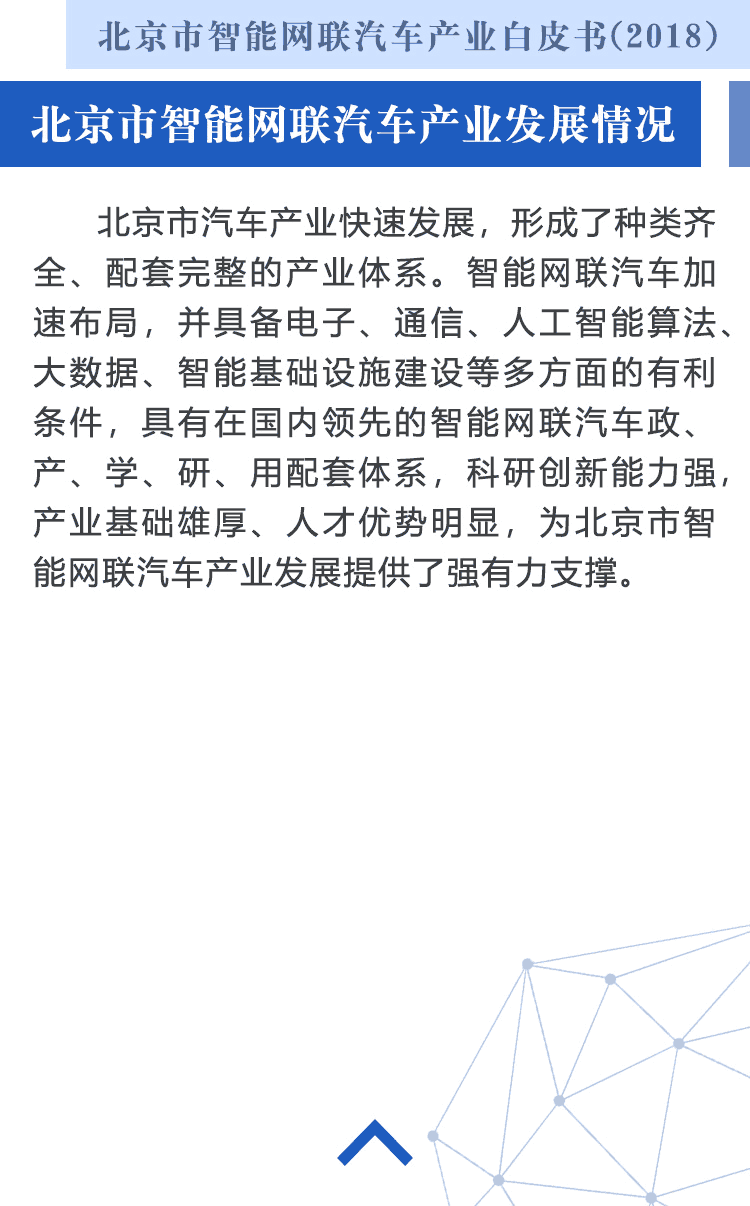 北京市智能网联汽车产业白皮书(2018)
北京市智能网联汽车产业发展情况
北京市汽车产业快速发展，形成了种类齐
全、配套完整的产业体系。智能网联汽车加
速布局，并具备电子、通信、人工智能算法、
大数据、智能基础设施建设等多方面的有利
条件，具有在国内领先的智能网联汽车政、
产、学、研、用配套体系，科研创新能力强，
产业基础雄厚、人才优势明显，为北京市智
能网联汽车产业发展提供了强有力支撑。